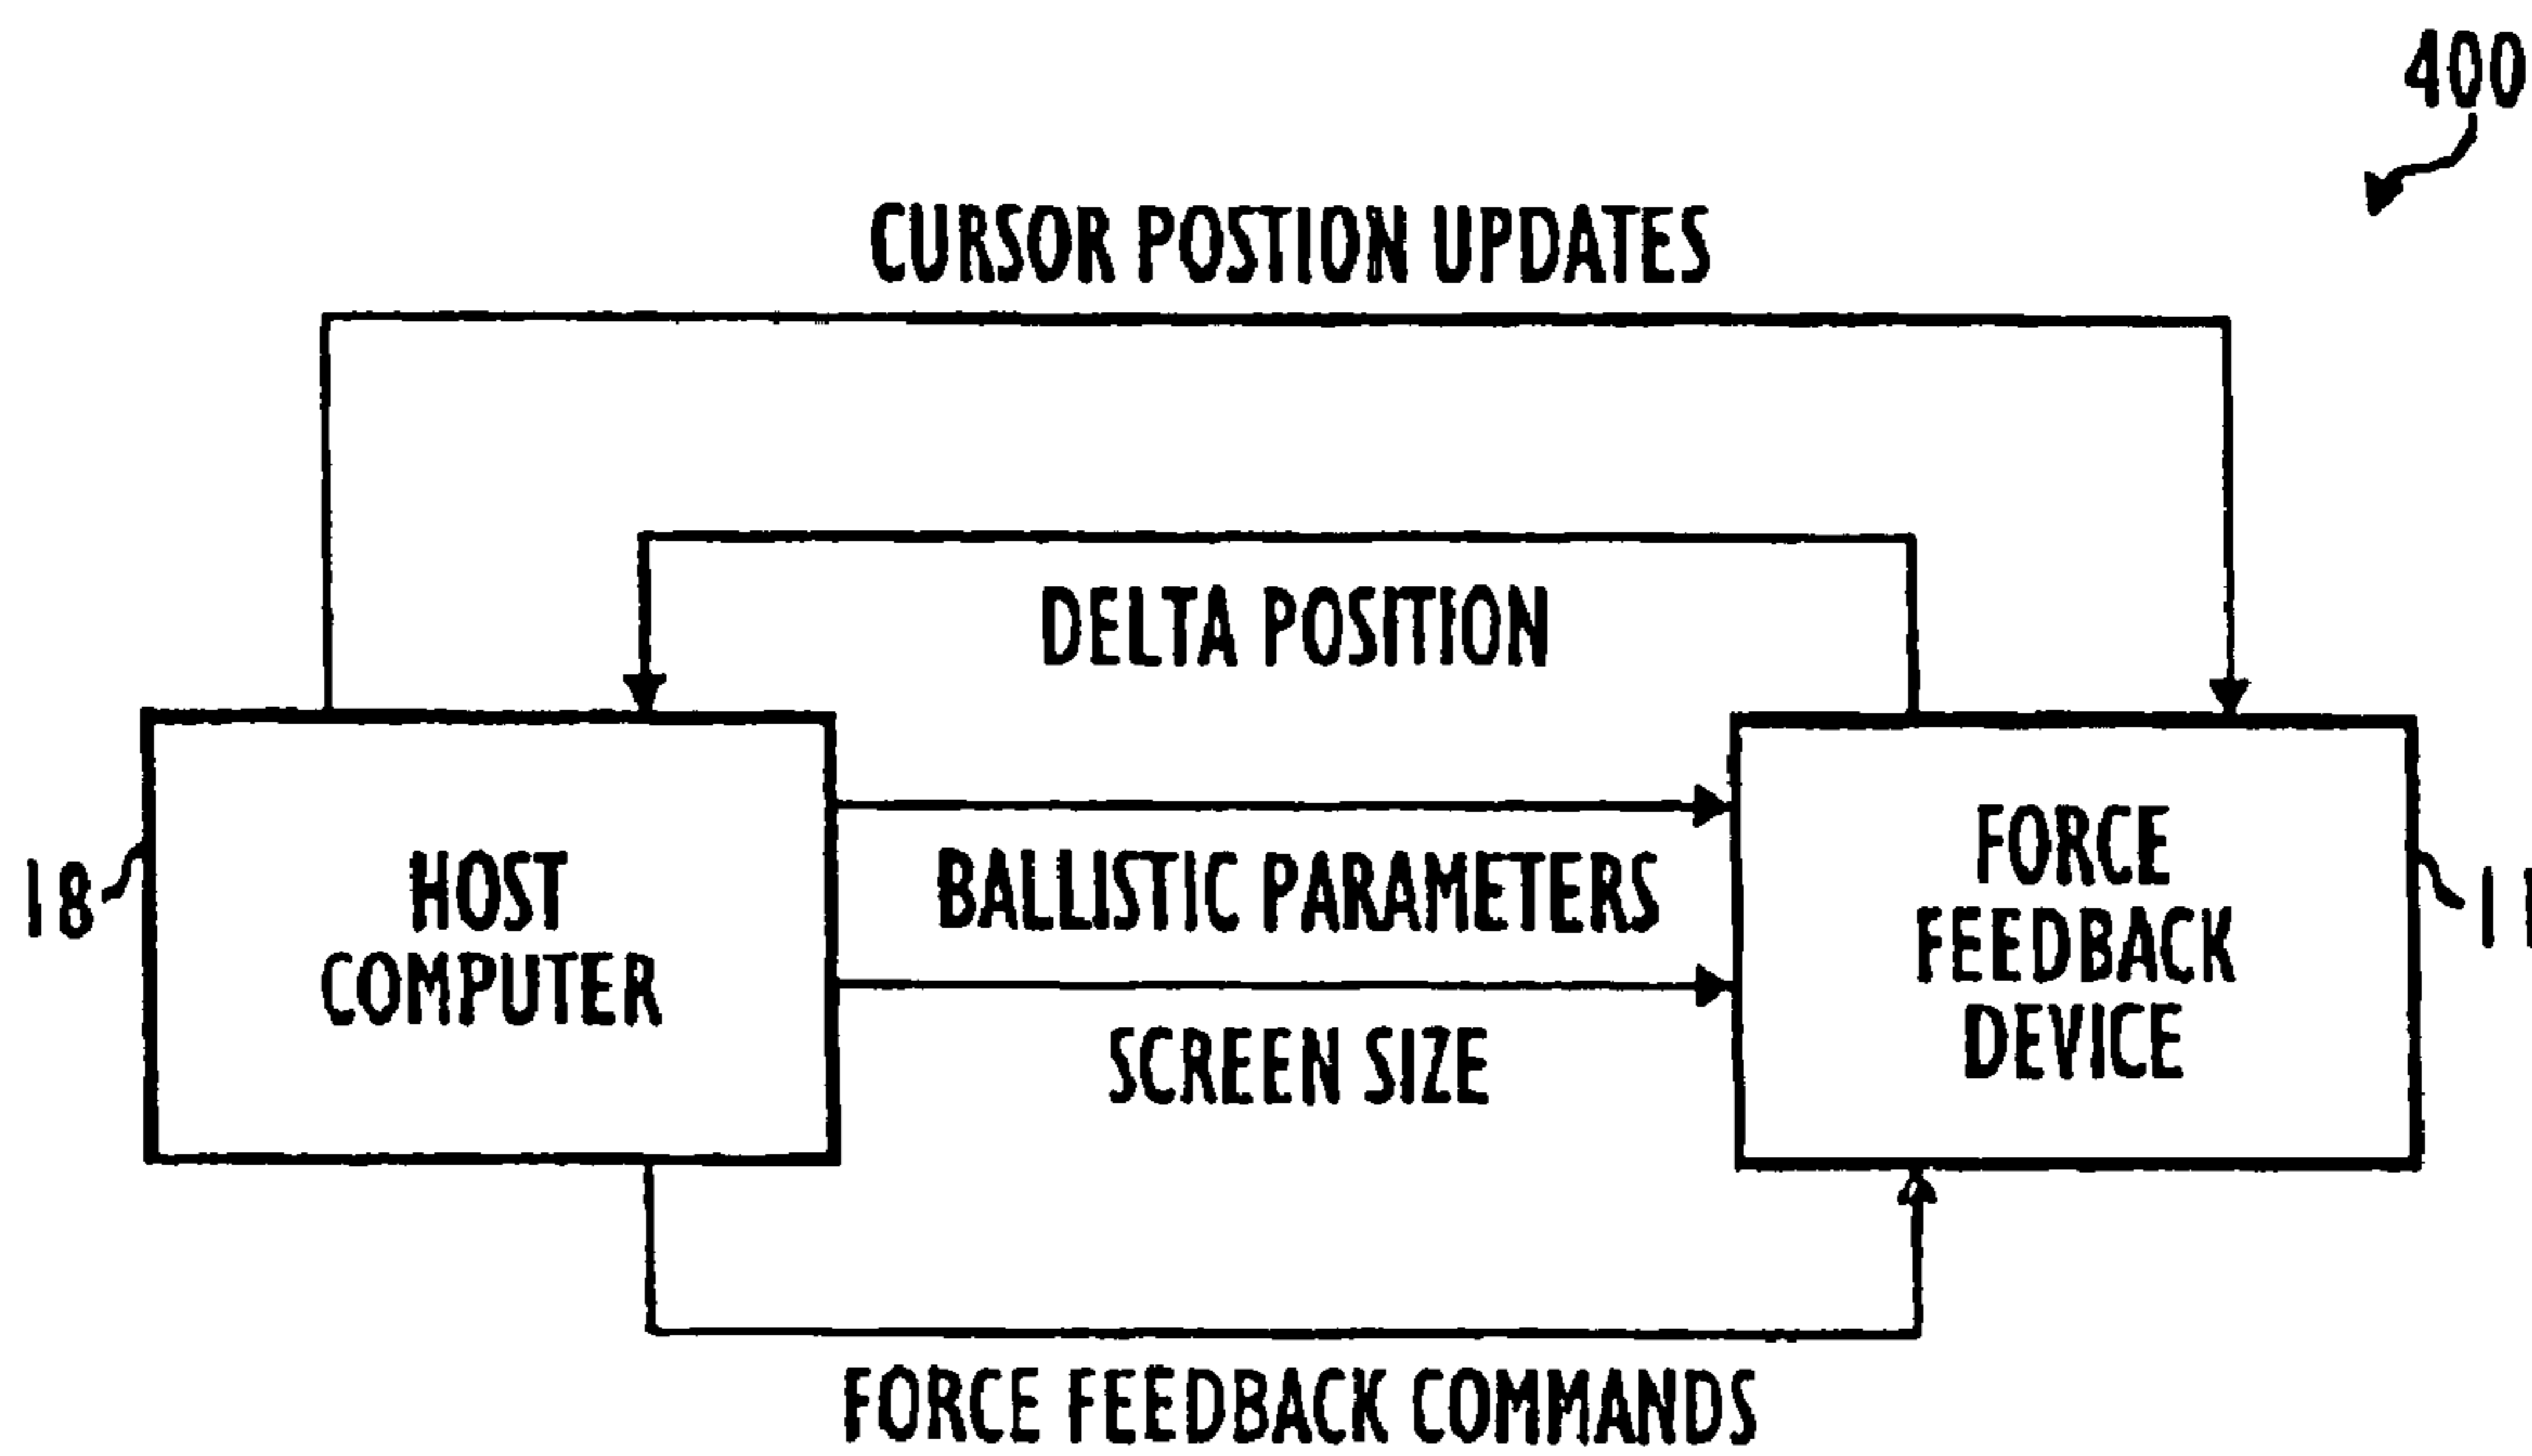 400
CURSOR POSTION UPDATES
DELTA POSITION
18
HOST
COMPUTER
BALLISTIC PARAMETERS
SCREEN SIZE
FORCE
FEEDBACK
DEVICE
11
FORCE FEEDBACK COMMANDS